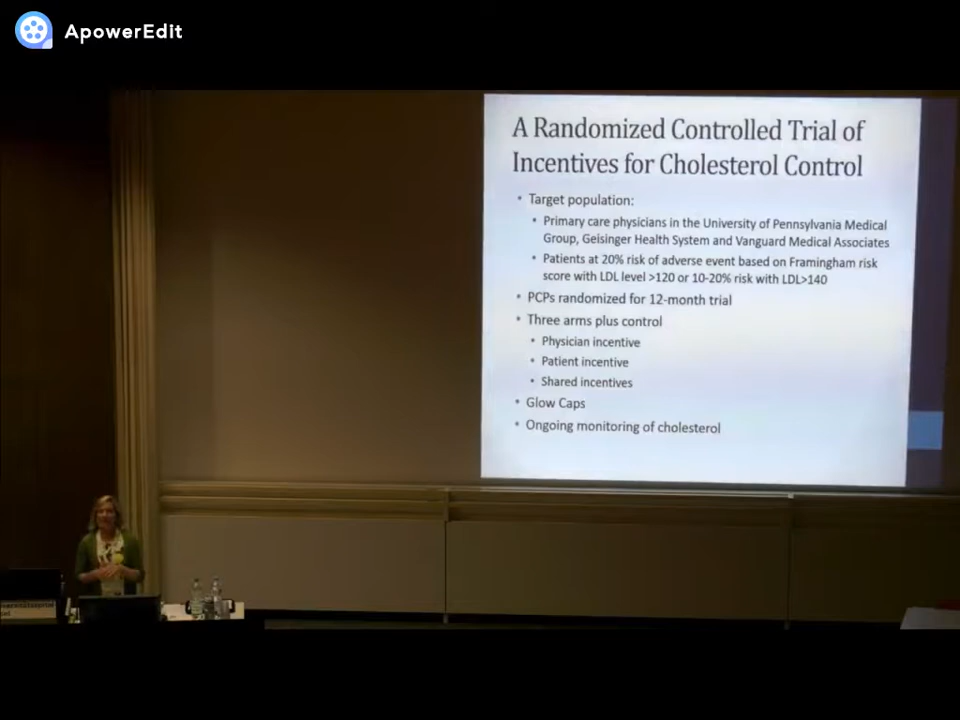 ApowerEdit
A Randomized Controlled Trial of
Incentives for Cholesterol Control
• Target population:
• Primary care physicians in the University of Pennsylvania Medical
Group, Geisinger Health System and Vanguard Medical Associates
• Patients at 20% risk of adverse event based on Framingham risk
score with LDL level >120 or 10-20% risk with LDL>140
• PCPs randomized for 12-month trial
• Three arms plus control
• Physician incentive
• Patient incentive
• Shared incentives
• Glow Caps
• Ongoing monitoring of cholesterol